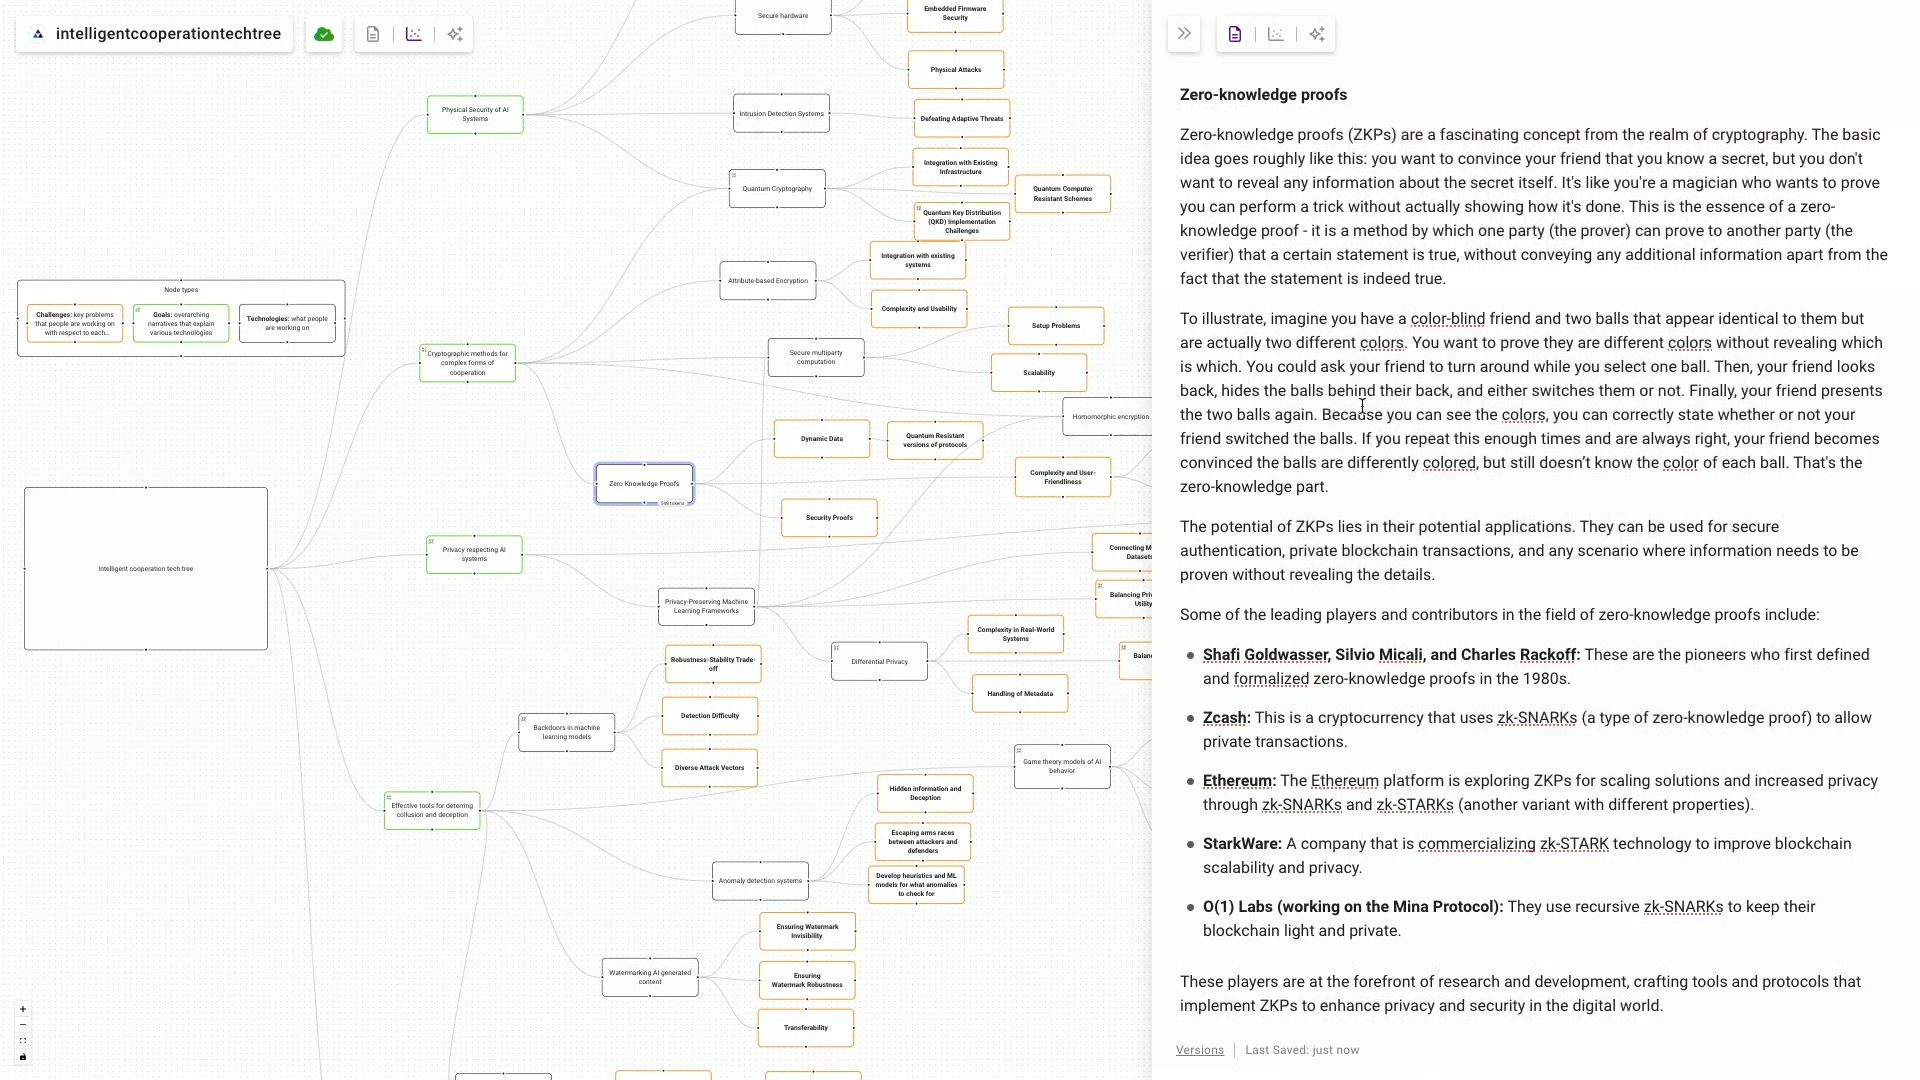 intelligentcooperationtechtree
Secure hardware
Embedded Firmware
Security
Physical Attacks
Physical Security of AI
Systems
Intrusion Detection Systems
Defeating Adaptive Threats
Quantum Cryptography
Integration with Existing
Infrastructure
Quantum Computer
Resistant Schemes
Quantum Key Distribution
(QKD) Implementation
Challenges
Attribute-based Encryption
Integration with existing
systems
Complexity and Usability
Node types
Challenges: key problems
that people are working on
with respect to each...
Goals: overarching
narratives that explain
various technologies
Technologies: what people
are working on
Cryptographic methods for
complex forms of
cooperation
Secure multiparty
computation
Setup Problems
Scalability
Homomorphic encryption
Dynamic Data
Quantum Resistant
versions of protocols
Zero Knowledge Proofs
548 tokens
Complexity and User-
Friendliness
Security Proofs
Intelligent cooperation tech tree
Privacy respecting AI
systems
Connecting M
Datasets
Privacy-Preserving Machine
Learning Frameworks
Balancing Priv
Utility
Complexity in Real-World
Systems
Differential Privacy
Balanc
Handling of Metadata
Robustness-Stability Trade-
off
Backdoors in machine
learning models
Detection Difficulty
Diverse Attack Vectors
Game theory models of AI
behavior
Effective tools for deterring
collusion and deception
Hidden information and
Deception
Escaping arms races
between attackers and
defenders
Anomaly detection systems
Develop heuristics and ML
models for what anomalies
to check for
Ensuring Watermark
Invisibility
Watermarking AI generated
content
Ensuring
Watermark Robustness
Transferability
Zero-knowledge proofs
Zero-knowledge proofs (ZKPs) are a fascinating concept from the realm of cryptography. The basic
idea goes roughly like this: you want to convince your friend that you know a secret, but you don't
want to reveal any information about the secret itself. It's like you're a magician who wants to prove
you can perform a trick without actually showing how it's done. This is the essence of a zero-
knowledge proof - it is a method by which one party (the prover) can prove to another party (the
verifier) that a certain statement is true, without conveying any additional information apart from the
fact that the statement is indeed true.
To illustrate, imagine you have a color-blind friend and two balls that appear identical to them but
are actually two different colors. You want to prove they are different colors without revealing which
is which. You could ask your friend to turn around while you select one ball. Then, your friend looks
back, hides the balls behind their back, and either switches them or not. Finally, your friend presents
the two balls again. Because you can see the colors, you can correctly state whether or not your
friend switched the balls. If you repeat this enough times and are always right, your friend becomes
convinced the balls are differently colored, but still doesn't know the color of each ball. That's the
zero-knowledge part.
The potential of ZKPs lies in their potential applications. They can be used for secure
authentication, private blockchain transactions, and any scenario where information needs to be
proven without revealing the details.
Some of the leading players and contributors in the field of zero-knowledge proofs include:
Shafi Goldwasser, Silvio Micali, and Charles Rackoff: These are the pioneers who first defined
and formalized zero-knowledge proofs in the 1980s.
Zcash: This is a cryptocurrency that uses zk-SNARKs (a type of zero-knowledge proof) to allow
private transactions.
Ethereum: The Ethereum platform is exploring ZKPs for scaling solutions and increased privacy
through zk-SNARKs and zk-STARKs (another variant with different properties).
StarkWare: A company that is commercializing zk-STARK technology to improve blockchain
scalability and privacy.
O(1) Labs (working on the Mina Protocol): They use recursive zk-SNARKs to keep their
blockchain light and private.
These players are at the forefront of research and development, crafting tools and protocols that
implement ZKPs to enhance privacy and security in the digital world.
Versions
Last Saved: just now